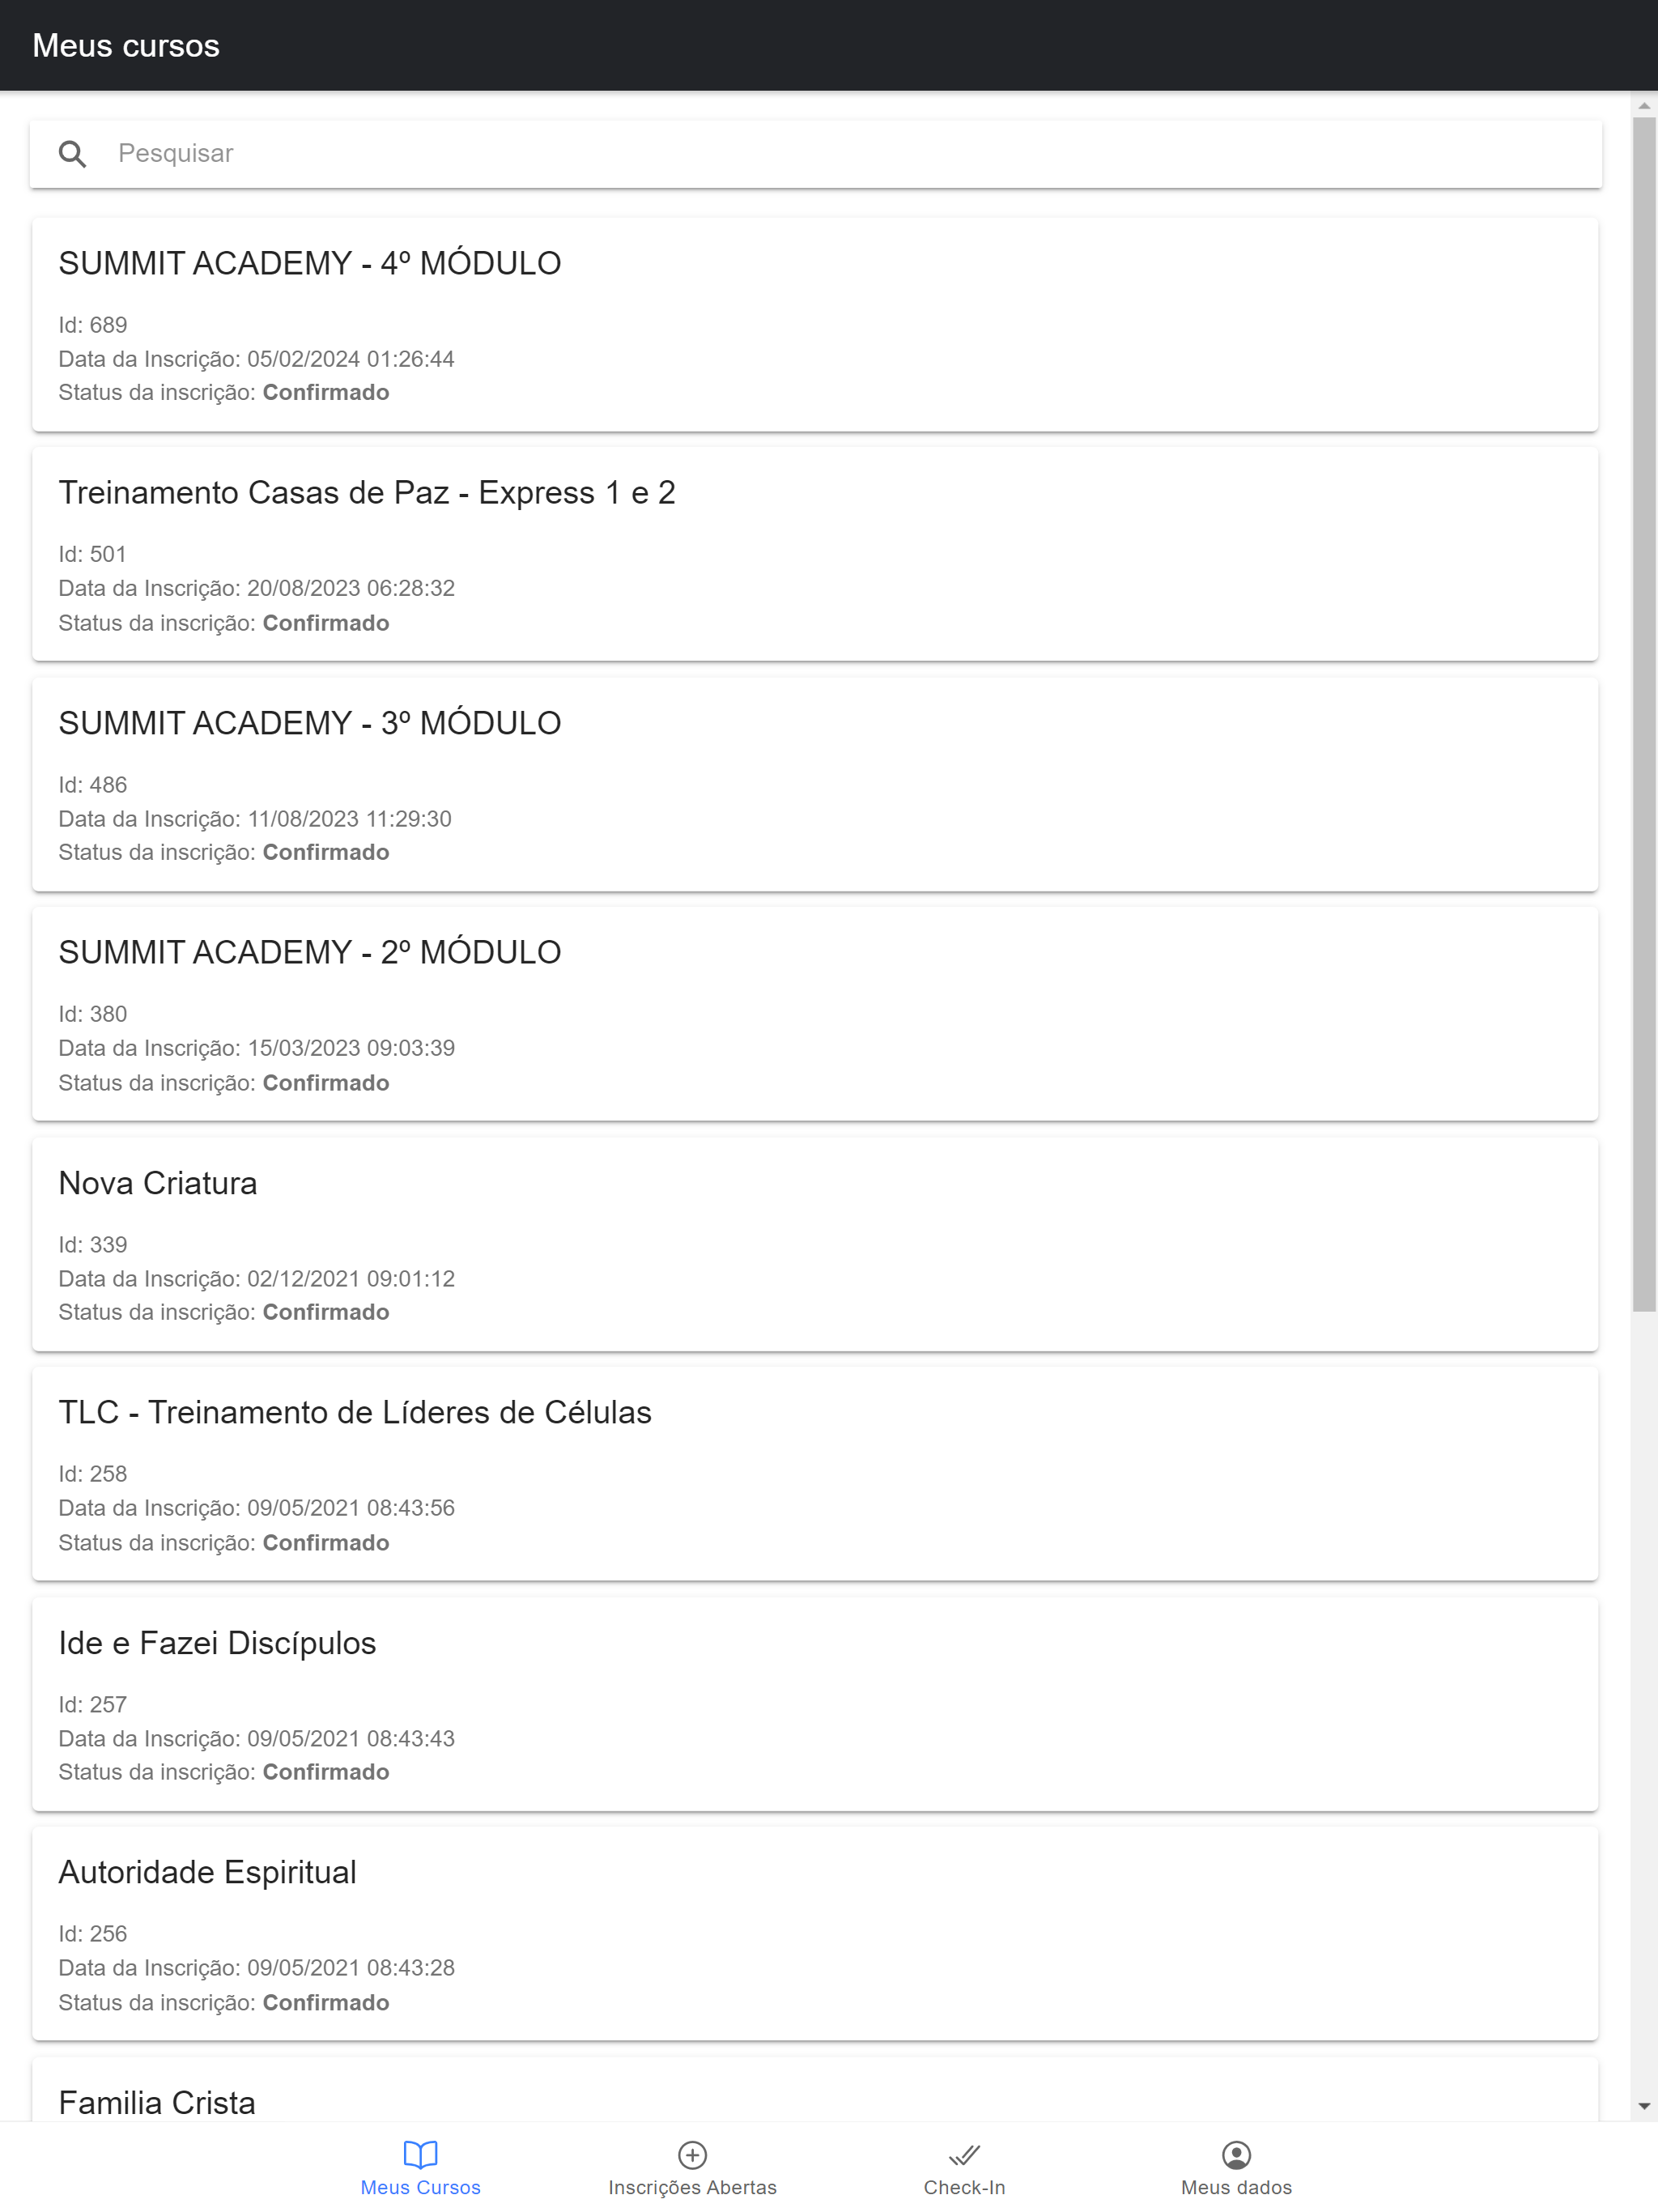 Meus cursos
Pesquisar
SUMMIT ACADEMY - 4º MÓDULO
Id: 689
Data da Inscrição: 05/02/2024 01:26:44
Status da inscrição: Confirmado
Treinamento Casas de Paz - Express 1 e 2
Id: 501
Data da Inscrição: 20/08/2023 06:28:32
Status da inscrição: Confirmado
SUMMIT ACADEMY - 3º MÓDULO
Id: 486
Data da Inscrição: 11/08/2023 11:29:30
Status da inscrição: Confirmado
SUMMIT ACADEMY - 2º MÓDULO
Id: 380
Data da Inscrição: 15/03/2023 09:03:39
Status da inscrição: Confirmado
Nova Criatura
Id: 339
Data da Inscrição: 02/12/2021 09:01:12
Status da inscrição: Confirmado
TLC - Treinamento de Líderes de Células
Id: 258
Data da Inscrição: 09/05/2021 08:43:56
Status da inscrição: Confirmado
Ide e Fazei Discípulos
Id: 257
Data da Inscrição: 09/05/2021 08:43:43
Status da inscrição: Confirmado
Autoridade Espiritual
Id: 256
Data da Inscrição: 09/05/2021 08:43:28
Status da inscrição: Confirmado
Familia Crista
Meus Cursos
Inscrições Abertas
Check-In
Meus dados